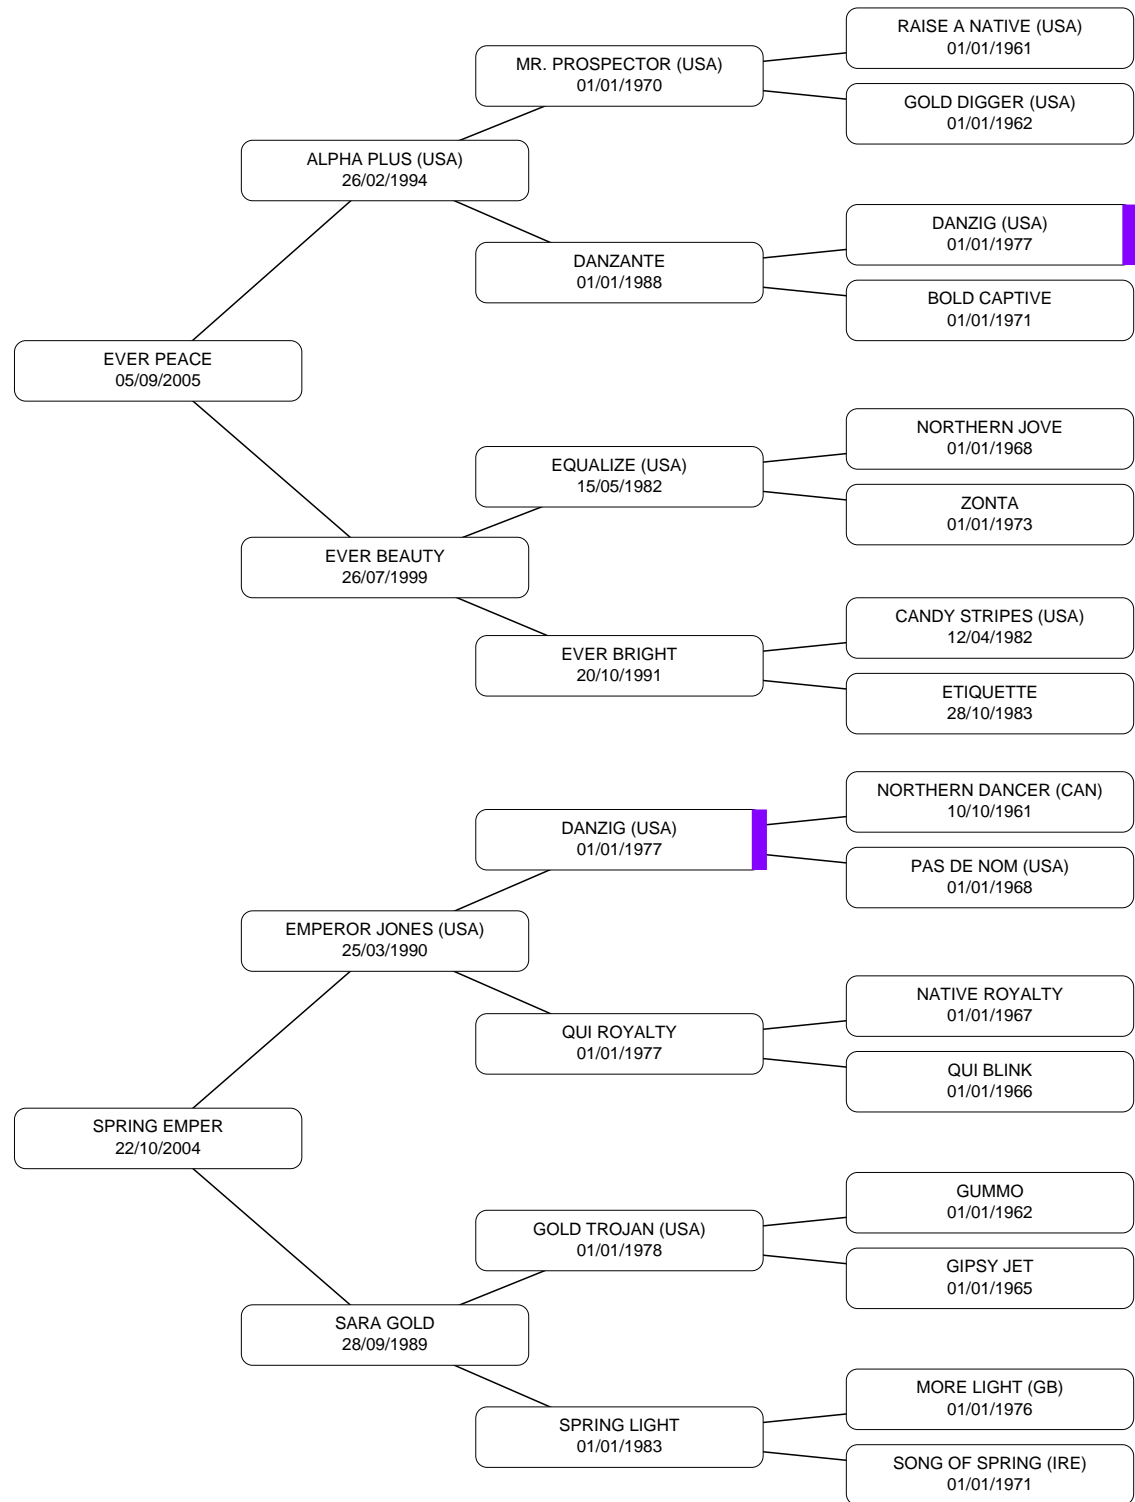 RAISE A NATIVE (USA)
01/01/1961
MR. PROSPECTOR (USA)
01/01/1970
GOLD DIGGER (USA)
01/01/1962
ALPHA PLUS (USA)
26/02/1994
DANZIG (USA)
01/01/1977
DANZANTE
01/01/1988
BOLD CAPTIVE
01/01/1971
EVER PEACE
05/09/2005
NORTHERN JOVE
01/01/1968
EQUALIZE (USA)
15/05/1982
ZONTA
01/01/1973
EVER BEAUTY
26/07/1999
CANDY STRIPES (USA)
12/04/1982
EVER BRIGHT
20/10/1991
ETIQUETTE
28/10/1983
NORTHERN DANCER (CAN)
10/10/1961
DANZIG (USA)
01/01/1977
PAS DE NOM (USA)
01/01/1968
EMPEROR JONES (USA)
25/03/1990
NATIVE ROYALTY
01/01/1967
QUI ROYALTY
01/01/1977
QUI BLINK
01/01/1966
SPRING EMPER
22/10/2004
GUMMO
01/01/1962
GOLD TROJAN (USA)
01/01/1978
GIPSY JET
01/01/1965
SARA GOLD
28/09/1989
MORE LIGHT (GB)
01/01/1976
SPRING LIGHT
01/01/1983
SONG OF SPRING (IRE)
01/01/1971